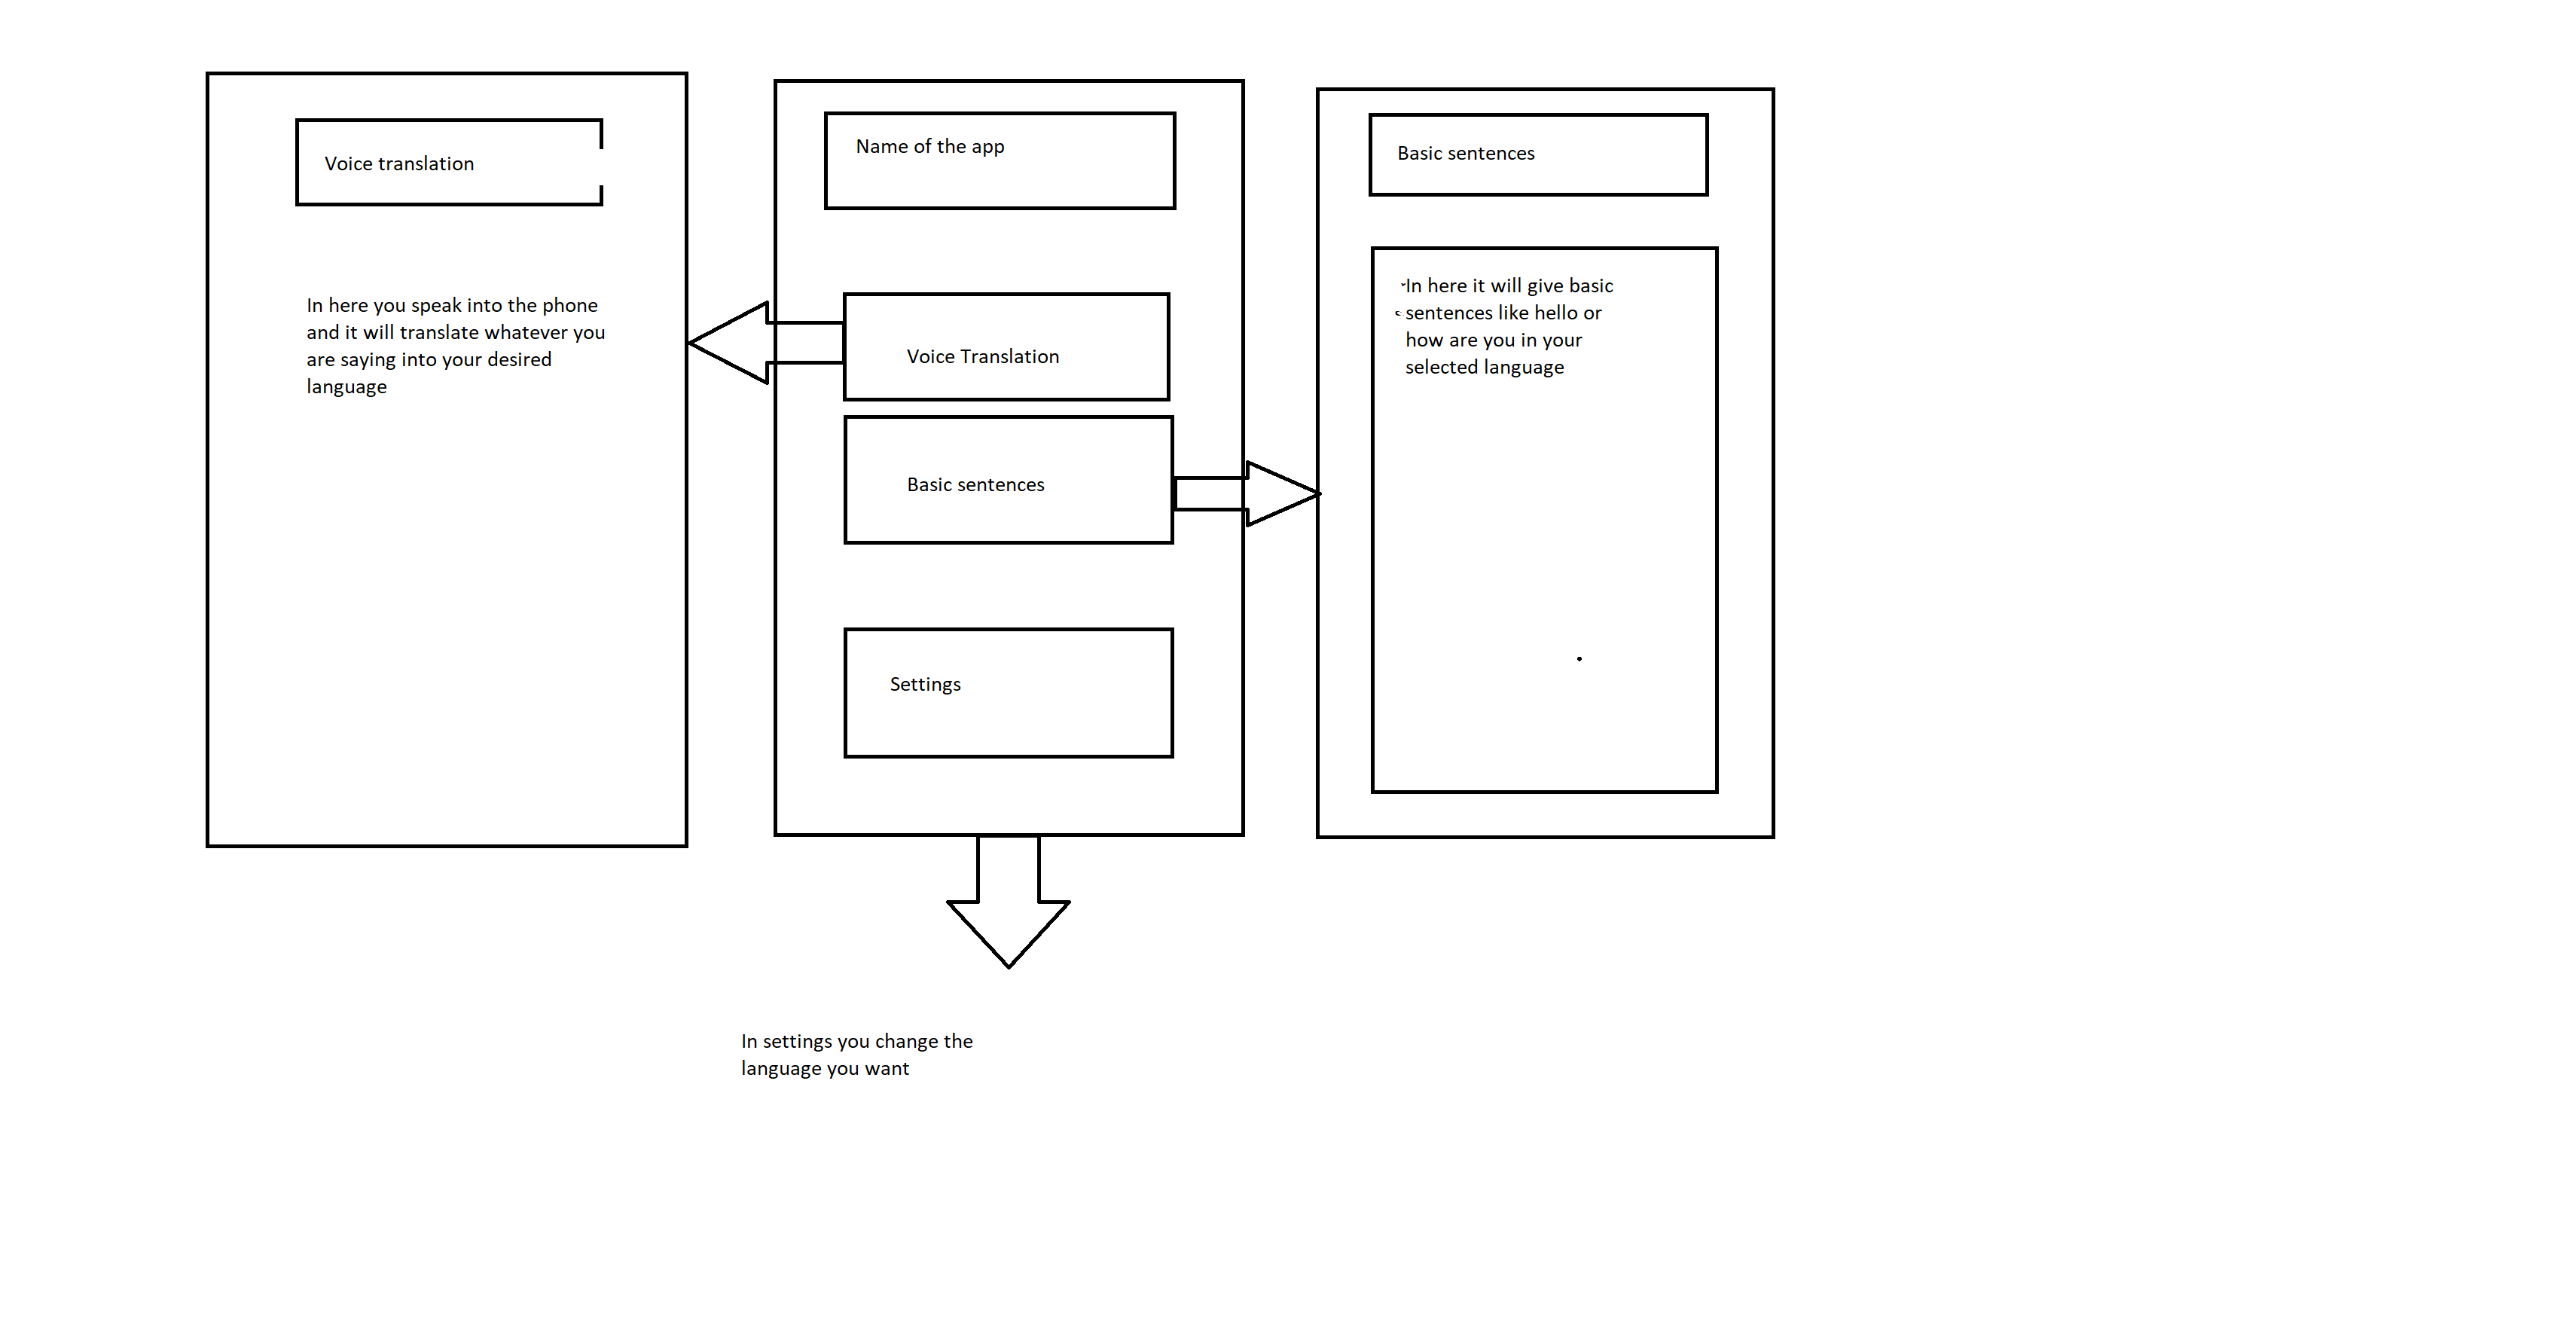 Voice translation
In here you speak into the phone
and it will translate whatever you
are saying into your desired
language
Name of the app
Voice Translation
Basic sentences
Settings
Basic sentences
In here it will give basic
sentences like hello or
how are you in your
selected language
In settings you change the
language you want